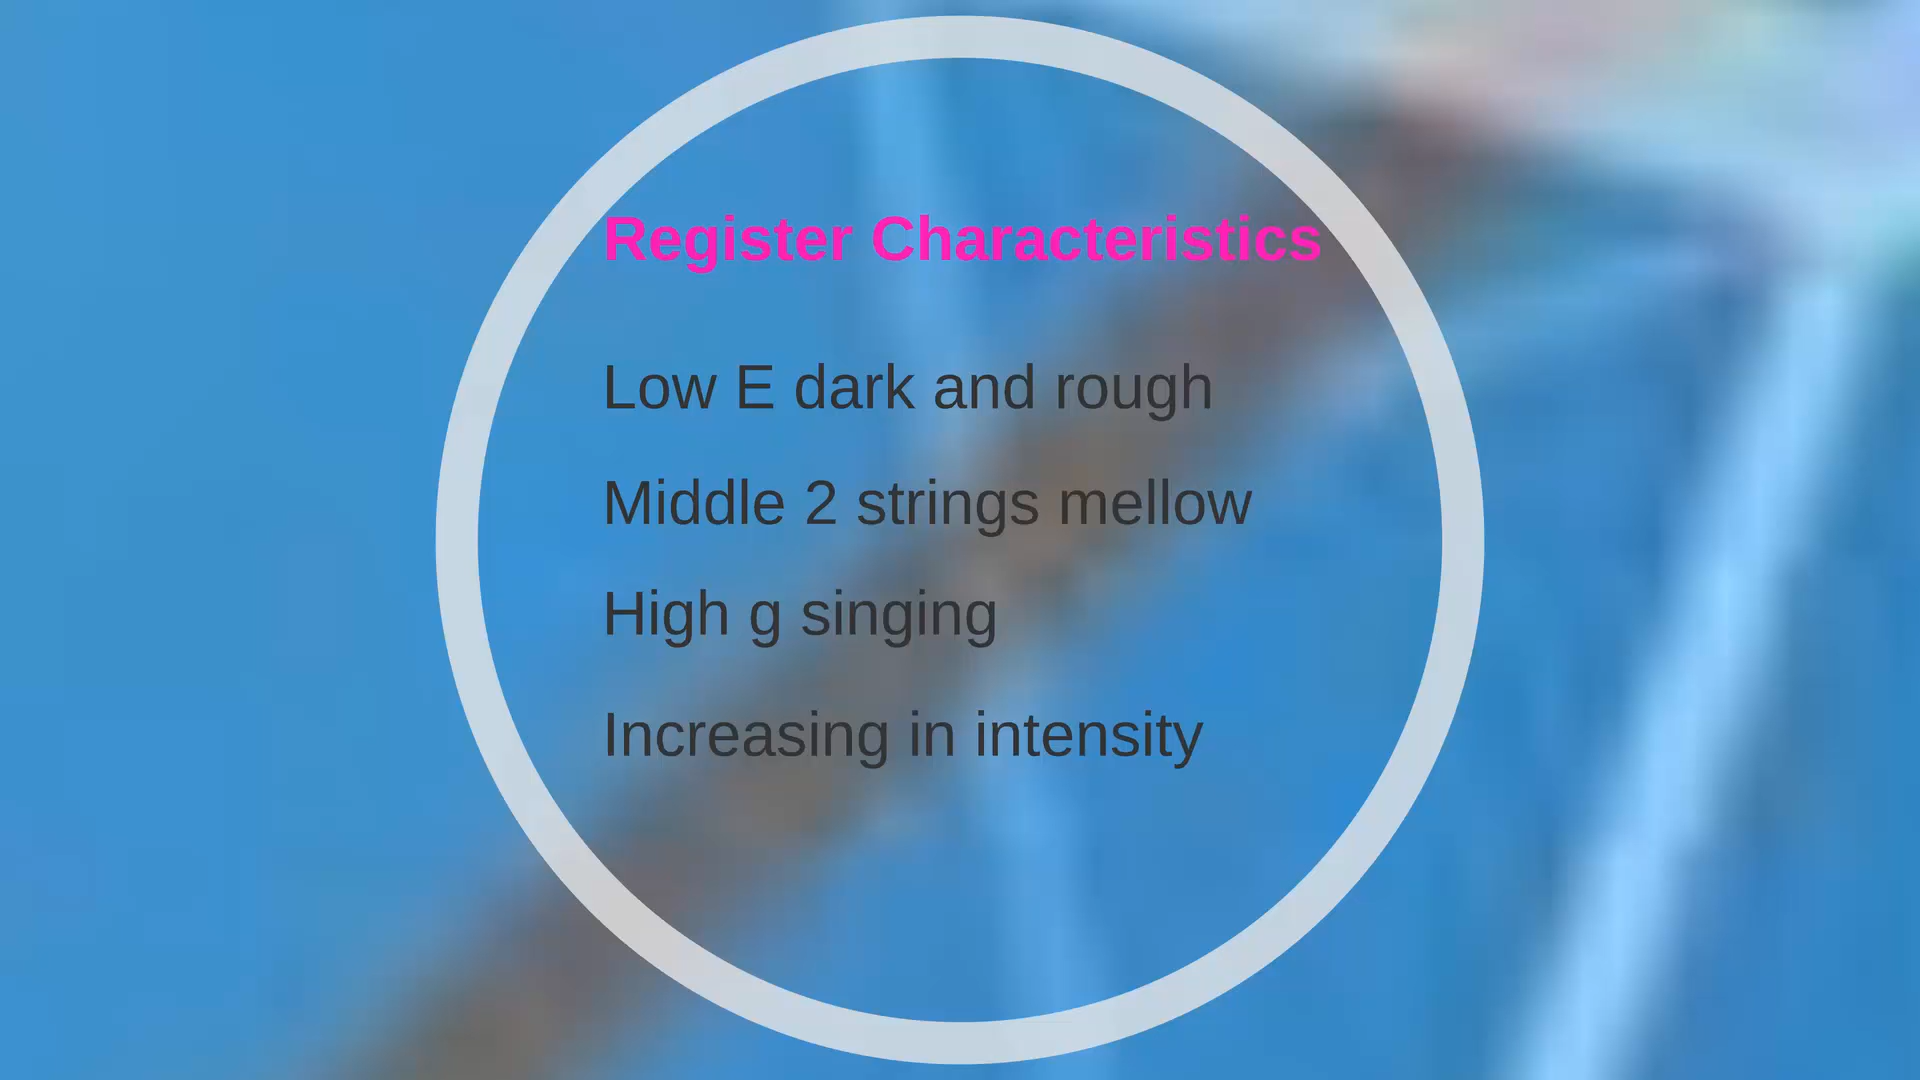 Register Characteristics
Low E dark and rough
Middle 2 strings mellow
High g singing
Increasing in intensity